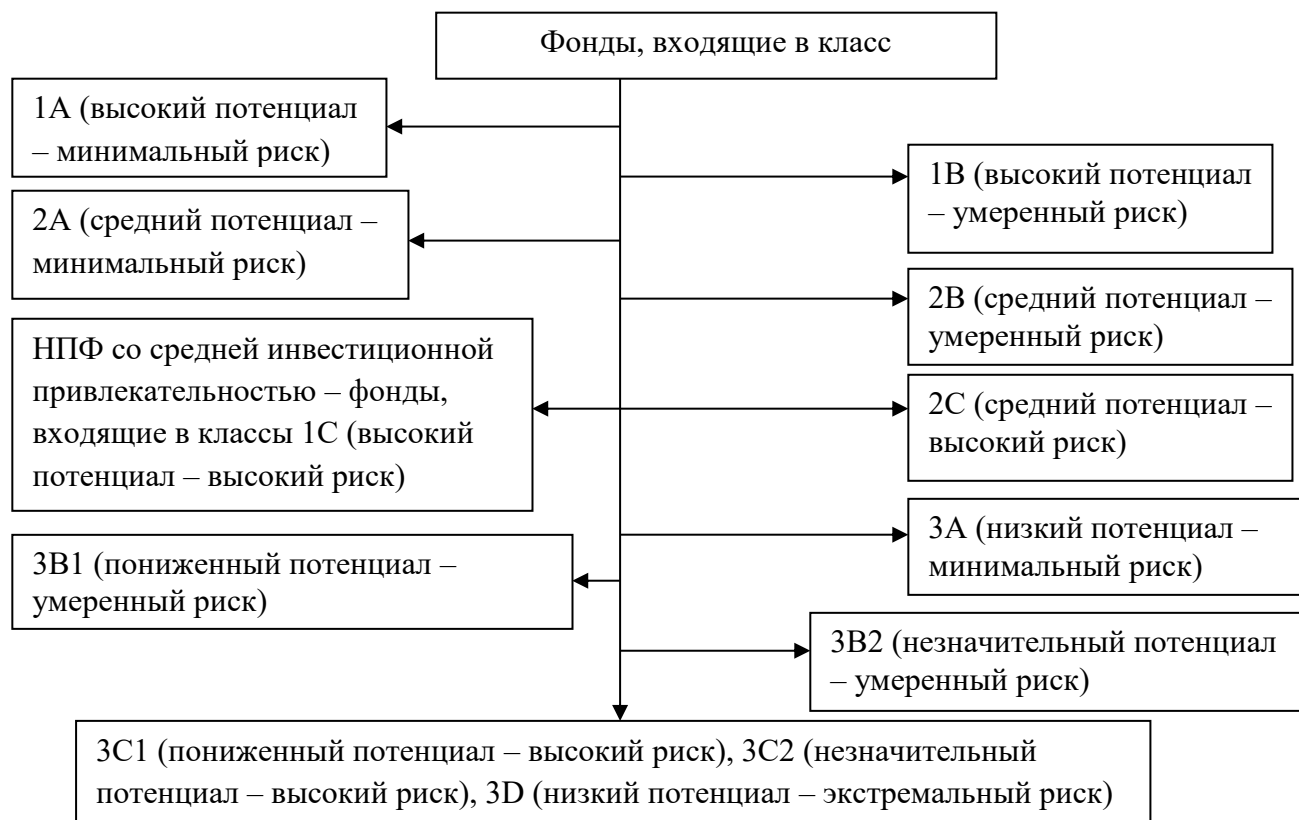 Фонды, входящие в класс
1А (высокий потенциал
– минимальный риск)
1В (высокий потенциал
– умеренный риск)
2А (средний потенциал –
минимальный риск)
2В (средний потенциал –
умеренный риск)
НПФ со средней инвестиционной
привлекательностью – фонды,
входящие в классы 1С (высокий
потенциал – высокий риск)
2С (средний потенциал –
высокий риск)
3А (низкий потенциал –
минимальный риск)
3В1 (пониженный потенциал –
умеренный риск)
3В2 (незначительный потенциал
– умеренный риск)
3С1 (пониженный потенциал – высокий риск), 3С2 (незначительный
потенциал – высокий риск), 3D (низкий потенциал – экстремальный риск)